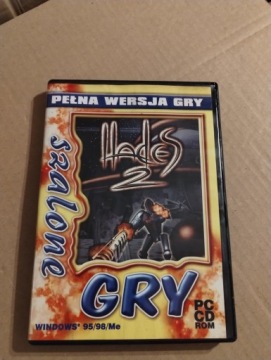 PEŁNA WERSJA GRY
Hades
2
szalone
GRY
PC
CD
ROM
WINDOWS® 95/98/Me